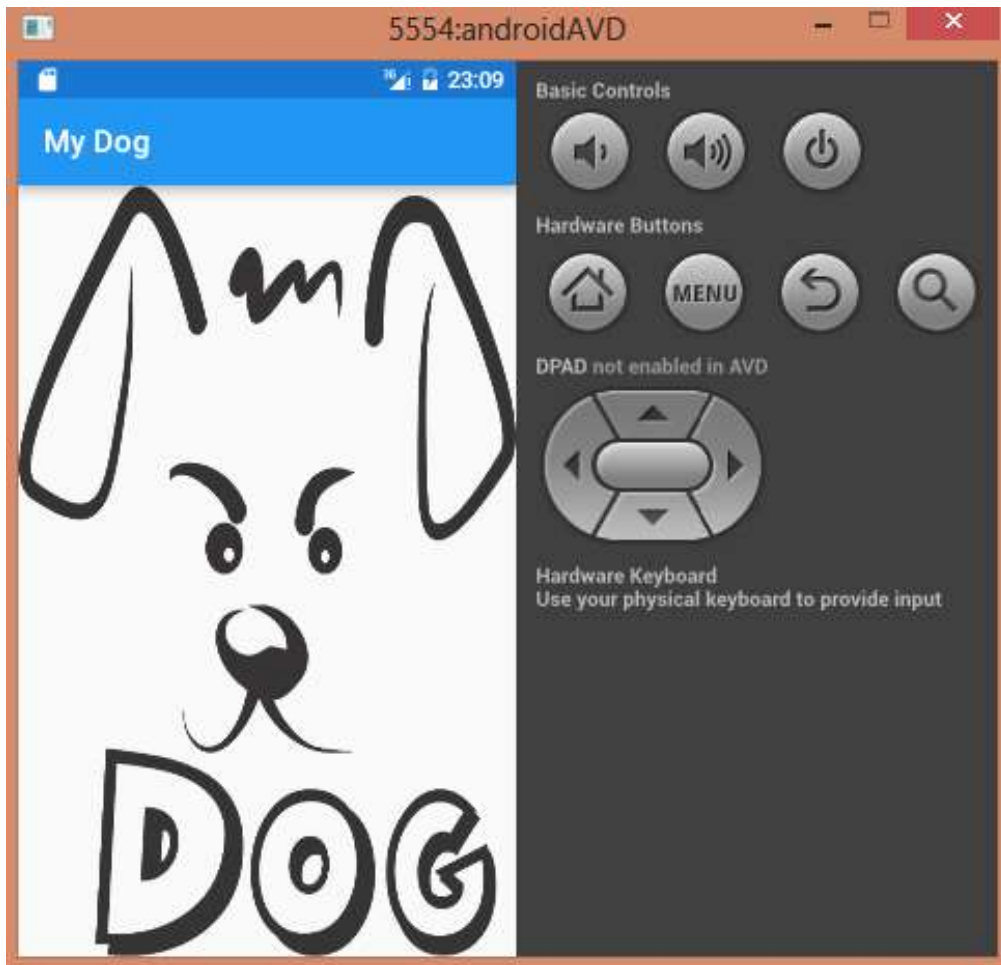 5554:androidAVD
23:09
My Dog
DOG
Basic Controls
Hardware Buttons
MENU
DPAD not enabled in AVD
Hardware Keyboard
Use your physical keyboard to provide input